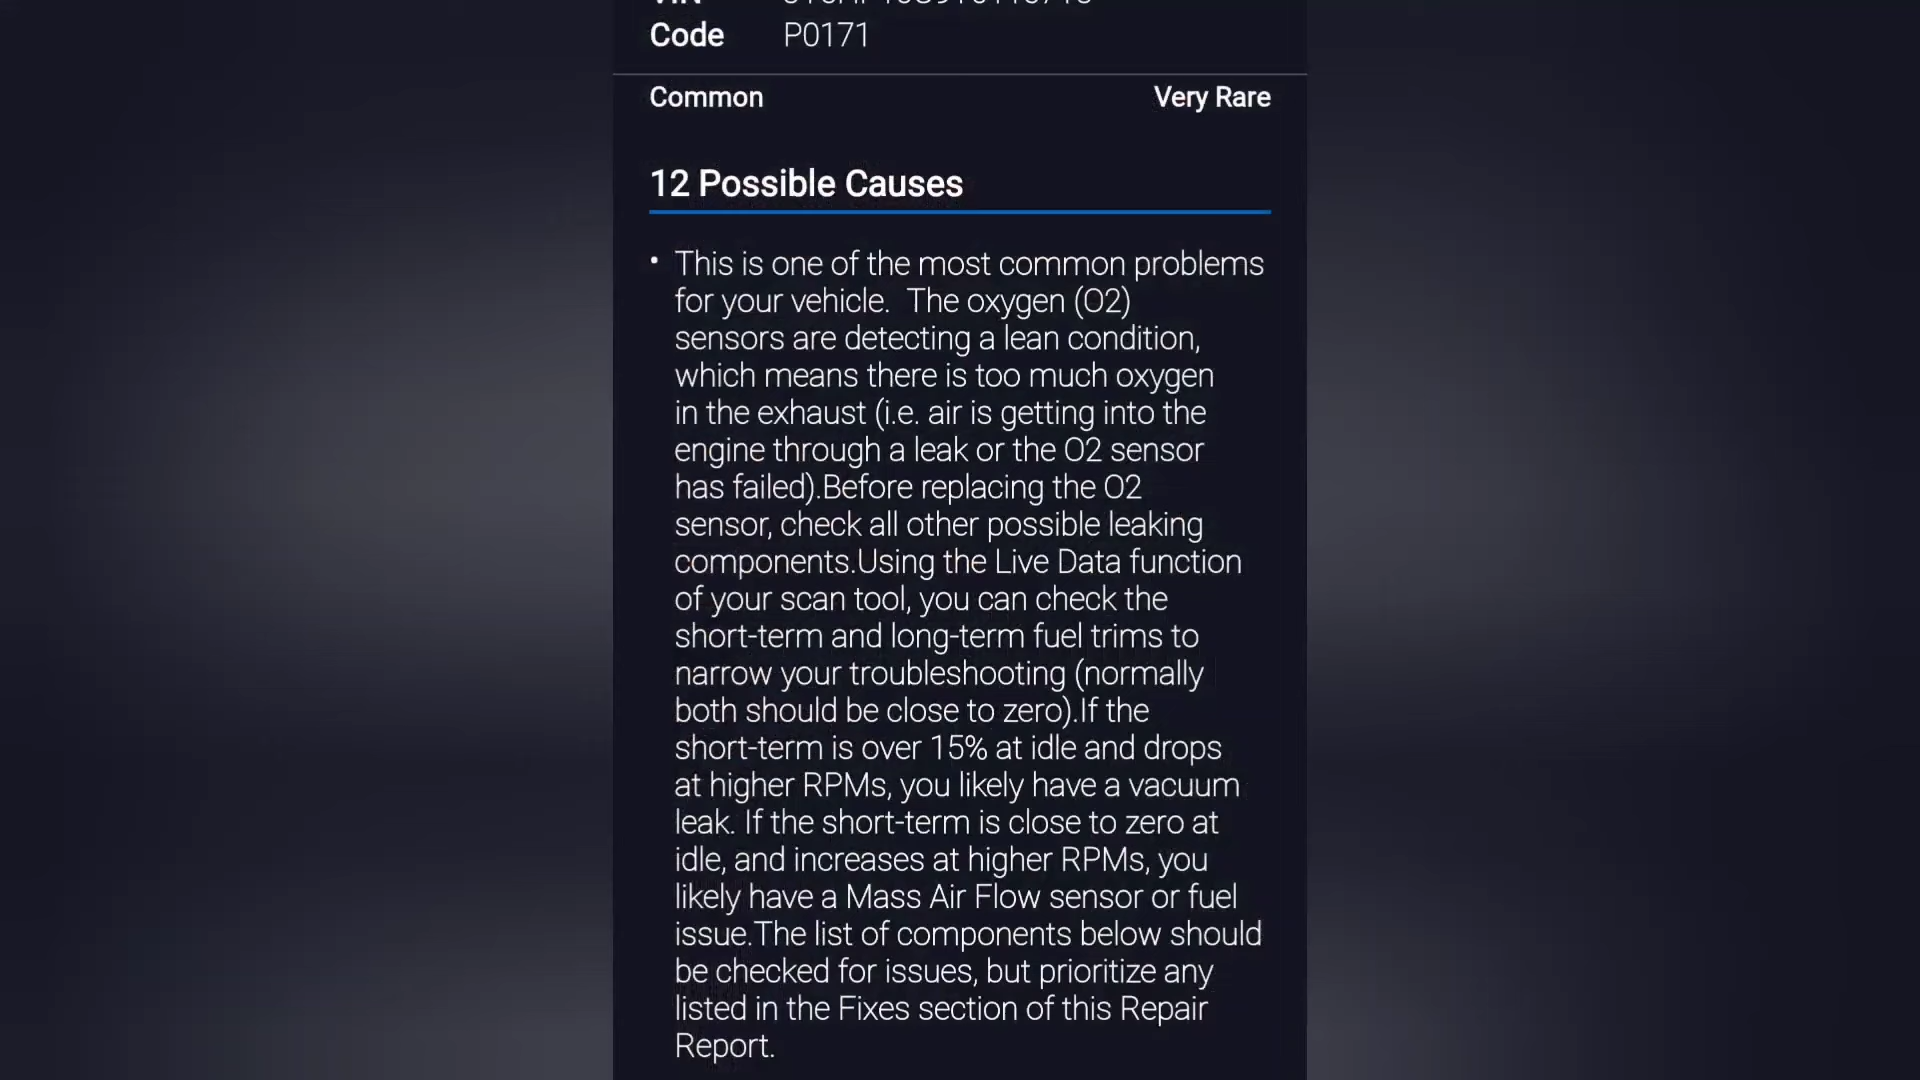 Code P0171
Common Very Rare
12 Possible Causes
• This is one of the most common problems
for your vehicle.  The oxygen (O2)
sensors are detecting a lean condition,
which means there is too much oxygen
in the exhaust (i.e. air is getting into the
engine through a leak or the O2 sensor
has failed).Before replacing the O2
sensor, check all other possible leaking
components.Using the Live Data function
of your scan tool, you can check the
short-term and long-term fuel trims to
narrow your troubleshooting (normally
both should be close to zero).If the
short-term is over 15% at idle and drops
at higher RPMs, you likely have a vacuum
leak. If the short-term is close to zero at
idle, and increases at higher RPMs, you
likely have a Mass Air Flow sensor or fuel
issue.The list of components below should
be checked for issues, but prioritize any
listed in the Fixes section of this Repair
Report.